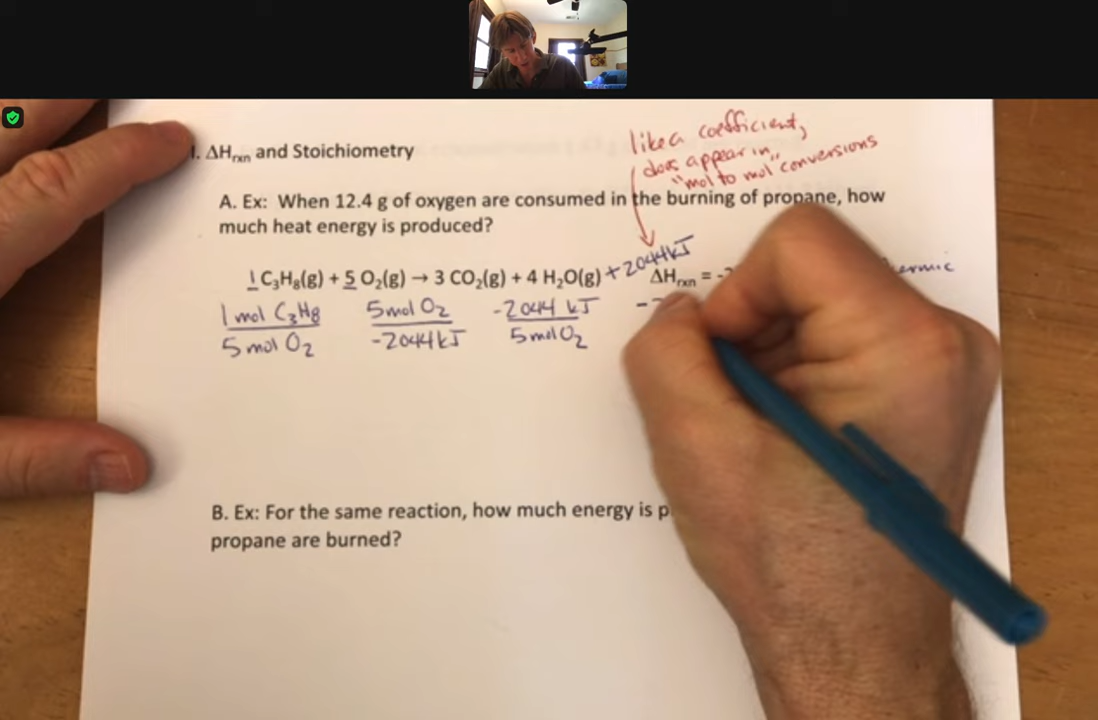 like a coefficient,
does appear in
"mol to mol" conversions
. ΔHrxn and Stoichiometry
A. Ex: When 12.4 g of oxygen are consumed in the burning of propane, how
much heat energy is produced?
+2044kJ
1 C3H8(g) + 5 O2(g) → 3 CO2(g) + 4 H2O(g) ΔHrxn = -2
1 mol C3H8 5 mol O2 -2044 kJ
5 mol O2 -2044 kJ 5 mol O2
B. Ex: For the same reaction, how much energy is p
propane are burned?